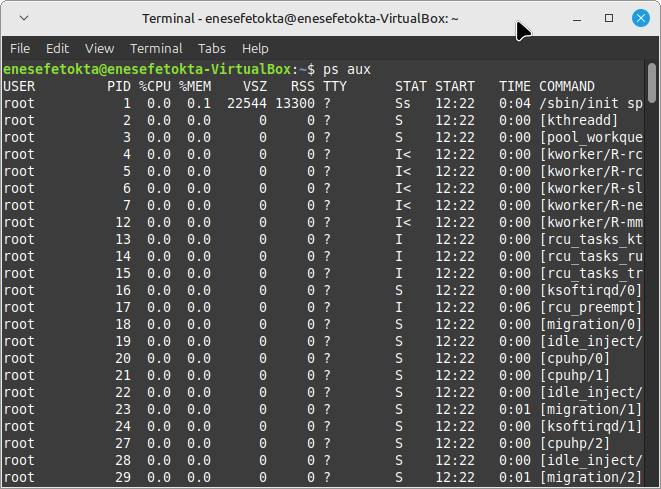 Terminal - enesefetokta@enesefetokta-VirtualBox: ~
File Edit View Terminal Tabs Help
enesefetokta@enesefetokta-VirtualBox:~$ ps aux
USER PID %CPU %MEM VSZ RSS TTY STAT START TIME COMMAND
root 1 0.0 0.1 22544 13300 ? Ss 12:22 0:04 /sbin/init sp
root 2 0.0 0.0 0 0 ? S 12:22 0:00 [kthreadd]
root 3 0.0 0.0 0 0 ? S 12:22 0:00 [pool_workque
root 4 0.0 0.0 0 0 ? I< 12:22 0:00 [kworker/R-rc
root 5 0.0 0.0 0 0 ? I< 12:22 0:00 [kworker/R-rc
root 6 0.0 0.0 0 0 ? I< 12:22 0:00 [kworker/R-sl
root 7 0.0 0.0 0 0 ? I< 12:22 0:00 [kworker/R-ne
root 12 0.0 0.0 0 0 ? I< 12:22 0:00 [kworker/R-mm
root 13 0.0 0.0 0 0 ? I 12:22 0:00 [rcu_tasks_kt
root 14 0.0 0.0 0 0 ? I 12:22 0:00 [rcu_tasks_ru
root 15 0.0 0.0 0 0 ? I 12:22 0:00 [rcu_tasks_tr
root 16 0.0 0.0 0 0 ? S 12:22 0:00 [ksoftirqd/0]
root 17 0.0 0.0 0 0 ? I 12:22 0:06 [rcu_preempt]
root 18 0.0 0.0 0 0 ? S 12:22 0:00 [migration/0]
root 19 0.0 0.0 0 0 ? S 12:22 0:00 [idle_inject/
root 20 0.0 0.0 0 0 ? S 12:22 0:00 [cpuhp/0]
root 21 0.0 0.0 0 0 ? S 12:22 0:00 [cpuhp/1]
root 22 0.0 0.0 0 0 ? S 12:22 0:00 [idle_inject/
root 23 0.0 0.0 0 0 ? S 12:22 0:01 [migration/1]
root 24 0.0 0.0 0 0 ? S 12:22 0:00 [ksoftirqd/1]
root 27 0.0 0.0 0 0 ? S 12:22 0:00 [cpuhp/2]
root 28 0.0 0.0 0 0 ? S 12:22 0:00 [idle_inject/
root 29 0.0 0.0 0 0 ? S 12:22 0:01 [migration/2]